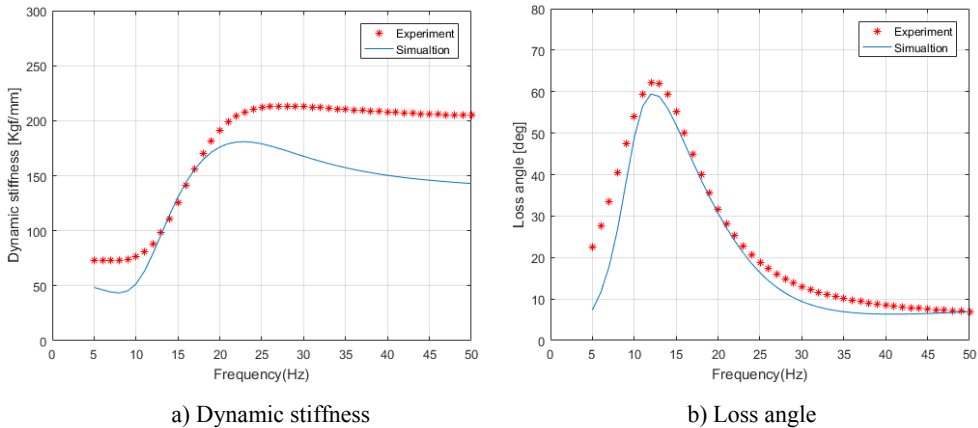 300
250
200
150
100
50
0
Dynamic stiffness [Kgf/mm]
Experiment
Simualtion
0 5 10 15 20 25 30 35 40 45 50
Frequency(Hz)
a) Dynamic stiffness
80
70
60
50
40
30
20
10
0
Loss angle [deg]
Experiment
Simualtion
0 5 10 15 20 25 30 35 40 45 50
Frequency(Hz)
b) Loss angle